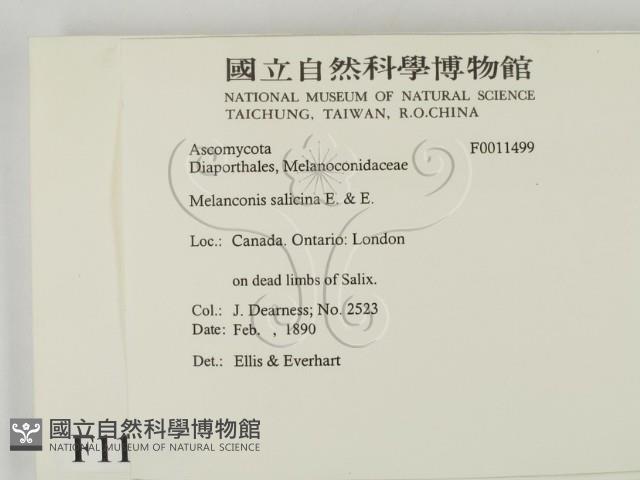 國立自然科學博物館
NATIONAL MUSEUM OF NATURAL SCIENCE
TAICHUNG, TAIWAN, R.O.CHINA
Ascomycota F0011499
Diaporthales, Melanoconidaceae
Melanconis salicina E. & E.
Loc.: Canada. Ontario: London
on dead limbs of Salix.
Col.: J. Dearness; No. 2523
Date: Feb. , 1890
Det.: Ellis & Everhart
國立自然科學博物館
NATIONAL MUSEUM OF NATURAL SCIENCE
F11